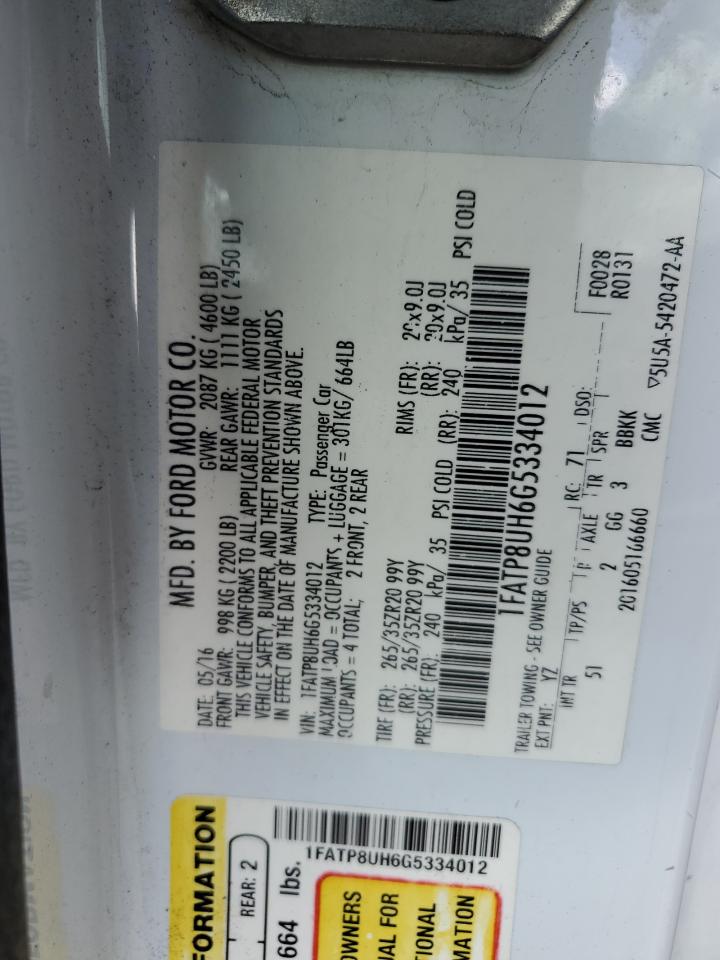 MFD. BY FORD MOTOR CO.
DATE: 05/16 GVWR: 2087 KG ( 4600 LB)
FRONT GAWR: 998 KG ( 2200 LB) REAR GAWR: 1111 KG ( 2450 LB)
THIS VEHICLE CONFORMS TO ALL APPLICABLE FEDERAL MOTOR
VEHICLE SAFETY, BUMPER, AND THEFT PREVENTION STANDARDS
IN EFFECT ON THE DATE OF MANUFACTURE SHOWN ABOVE.
VIN: 1FATP8UH6G5334012 TYPE: Passenger Car
MAXIMUM LOAD = OCCUPANTS + LUGGAGE = 301KG/ 664LB
OCCUPANTS = 4 TOTAL; 2 FRONT, 2 REAR
TIRE (FR): 265/35ZR20 99Y RIMS (FR): 20x9.0J
(RR): 265/35ZR20 99Y (RR): 20x9.0J
PRESSURE (FR): 240 kPa/ 35 PSI COLD (RR): 240 kPa/ 35 PSI COLD
1FATP8UH6G5334012
TRAILER TOWING - SEE OWNER GUIDE
EXT PNT: YZ RC: 71 DSO: F0028
INT TR TP/PS AXLE TR SPR R0131
51 2 GG 3 BBKK
201605166660 CMC ▽5U5A-5420472-AA
FORMATION
REAR: 2
664 lbs.
1FATP8UH6G5334012
OWNERS
UAL FOR
TIONAL
MATION